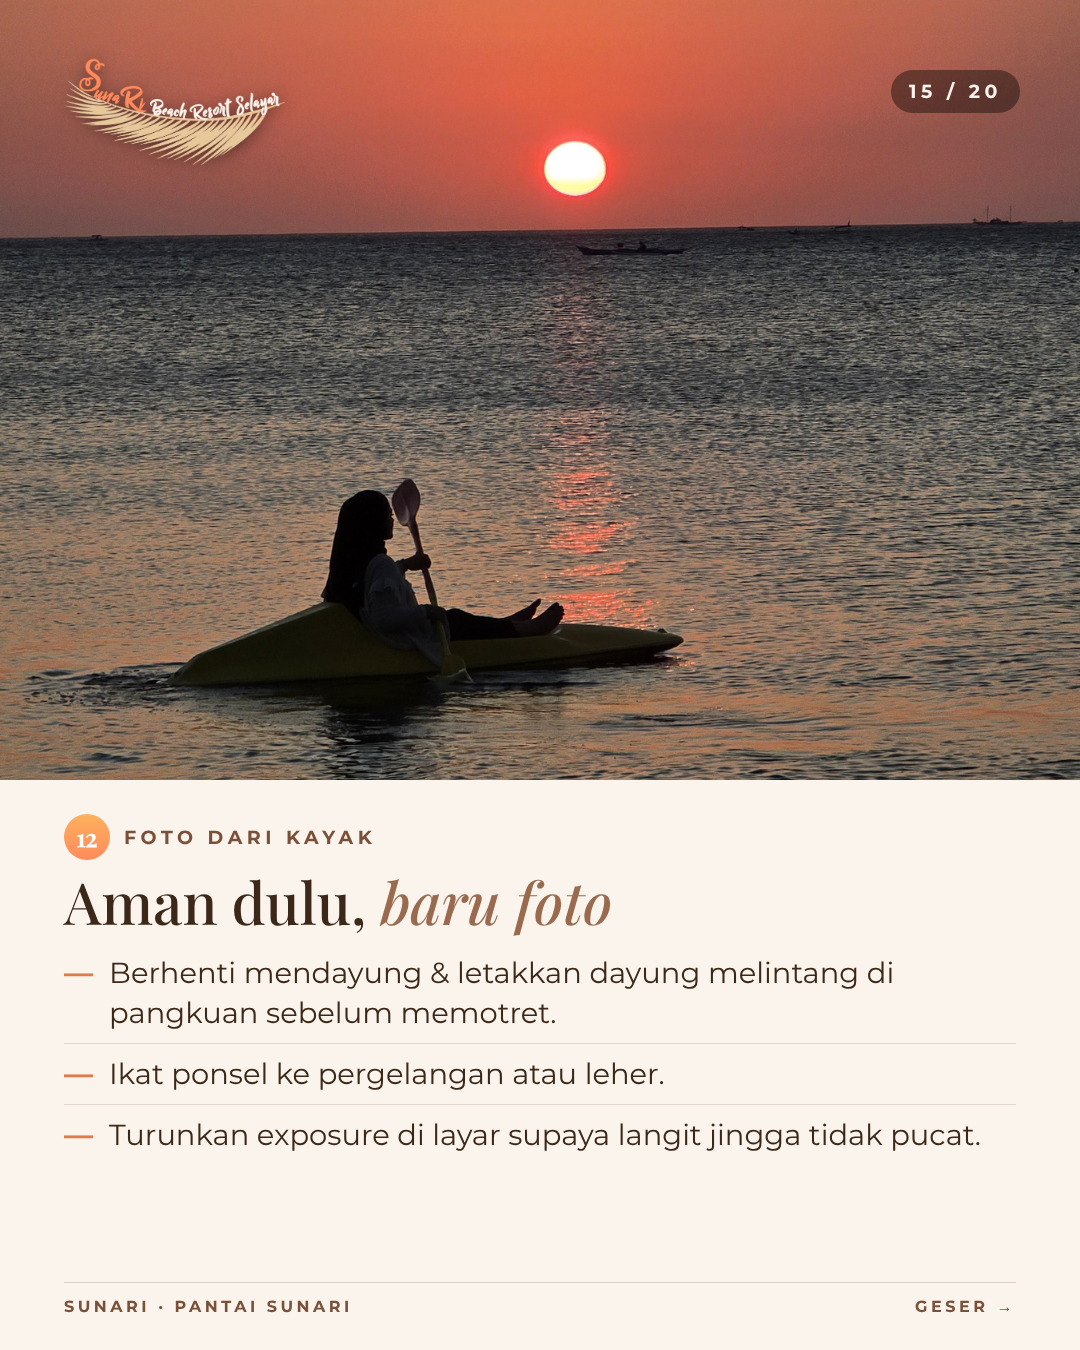 SunaRi Beach Resort Selayar
15 / 20
12 FOTO DARI KAYAK
Aman dulu, baru foto
— Berhenti mendayung & letakkan dayung melintang di
pangkuan sebelum memotret.
— Ikat ponsel ke pergelangan atau leher.
— Turunkan exposure di layar supaya langit jingga tidak pucat.
SUNARI · PANTAI SUNARI
GESER →